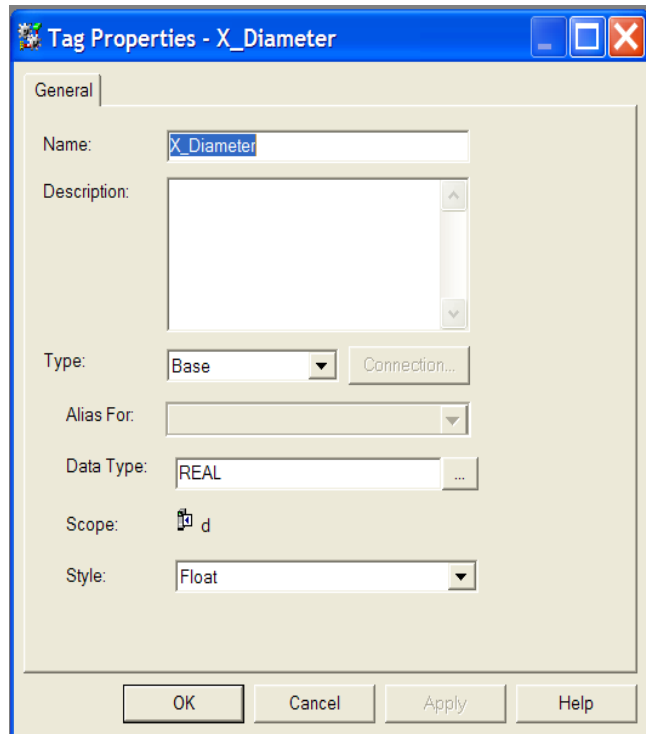 Tag Properties - X_Diameter
General
Name: X_Diameter
Description:
Type: Base Connection...
Alias For:
Data Type: REAL ...
Scope: d
Style: Float
OK Cancel Apply Help